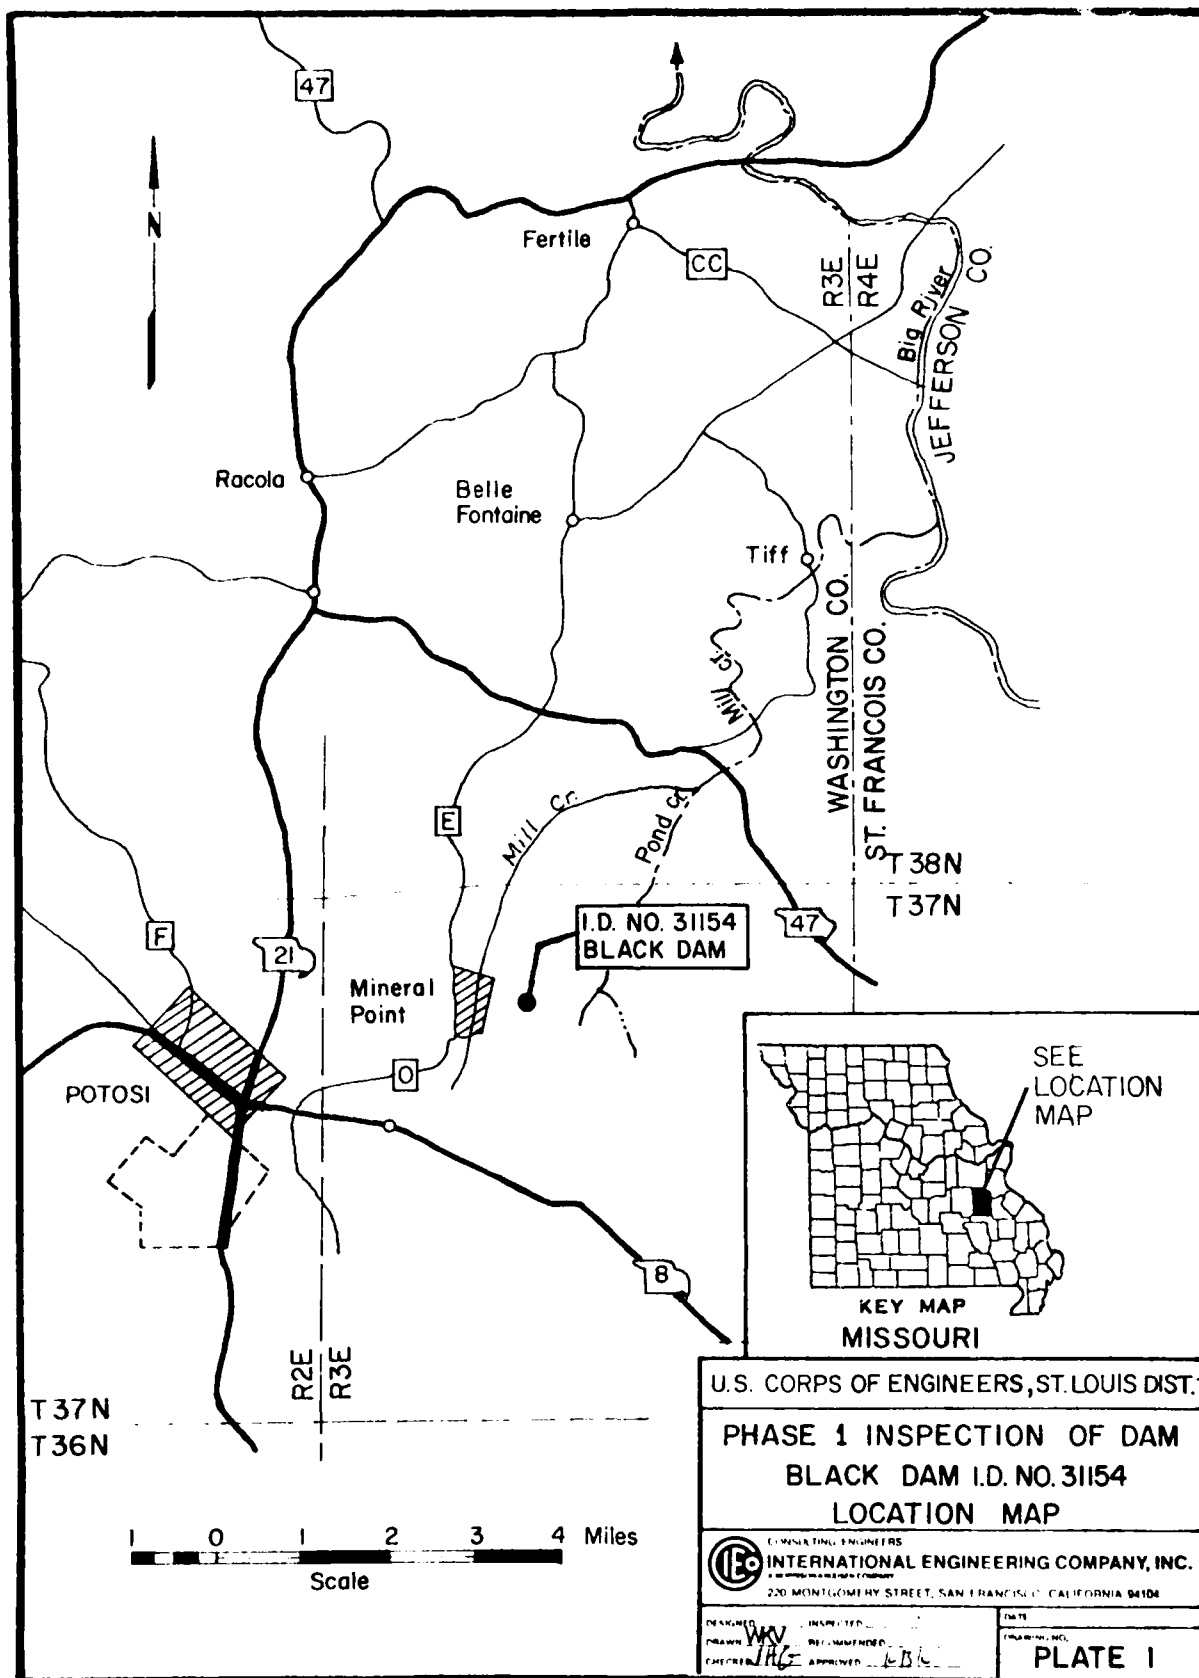 47
N
Fertile
CC
R3E
R4E
Big River
JEFFERSON CO.
Racola
Belle
Fontaine
Tiff
Mill Cr.
WASHINGTON CO.
ST. FRANCOIS CO.
E
Mill Cr.
Pond Cr.
T38N
T37N
I.D. NO. 31154
BLACK DAM
47
F
21
Mineral
Point
O
POTOSI
8
R2E
R3E
T37N
T36N
SEE
LOCATION
MAP
KEY MAP
MISSOURI
1 0 1 2 3 4 Miles
Scale
U.S. CORPS OF ENGINEERS, ST. LOUIS DIST.
PHASE 1 INSPECTION OF DAM
BLACK DAM I.D. NO. 31154
LOCATION MAP
IECo
CONSULTING ENGINEERS
INTERNATIONAL ENGINEERING COMPANY, INC.
220 MONTGOMERY STREET, SAN FRANCISCO, CALIFORNIA 94104
DESIGNED INSPECTED DATE
DRAWN WKV RECOMMENDED DRAWING NO.
CHECKED APPROVED PLATE 1